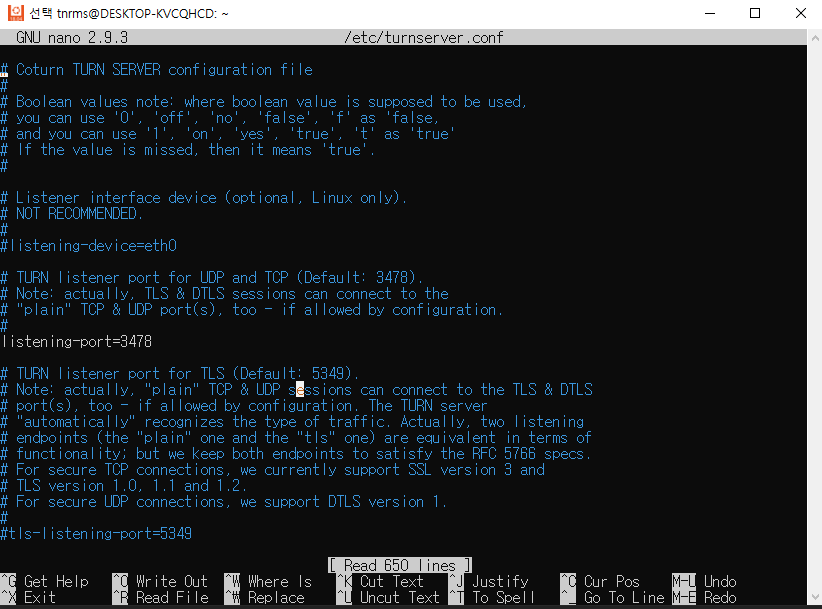 선택 tnrms@DESKTOP-KVCQHCD: ~
GNU nano 2.9.3 /etc/turnserver.conf
# Coturn TURN SERVER configuration file
#
# Boolean values note: where boolean value is supposed to be used,
# you can use '0', 'off', 'no', 'false', 'f' as 'false,
# and you can use '1', 'on', 'yes', 'true', 't' as 'true'
# If the value is missed, then it means 'true'.
#
# Listener interface device (optional, Linux only).
# NOT RECOMMENDED.
#
#listening-device=eth0
# TURN listener port for UDP and TCP (Default: 3478).
# Note: actually, TLS & DTLS sessions can connect to the
# "plain" TCP & UDP port(s), too - if allowed by configuration.
#
listening-port=3478
# TURN listener port for TLS (Default: 5349).
# Note: actually, "plain" TCP & UDP sessions can connect to the TLS & DTLS
# port(s), too - if allowed by configuration. The TURN server
# "automatically" recognizes the type of traffic. Actually, two listening
# endpoints (the "plain" one and the "tls" one) are equivalent in terms of
# functionality; but we keep both endpoints to satisfy the RFC 5766 specs.
# For secure TCP connections, we currently support SSL version 3 and
# TLS version 1.0, 1.1 and 1.2.
# For secure UDP connections, we support DTLS version 1.
#
#tls-listening-port=5349
[ Read 650 lines ]
^G Get Help ^O Write Out ^W Where Is ^K Cut Text ^J Justify ^C Cur Pos M-U Undo
^X Exit ^R Read File ^\ Replace ^U Uncut Text ^T To Spell ^_ Go To Line M-E Redo